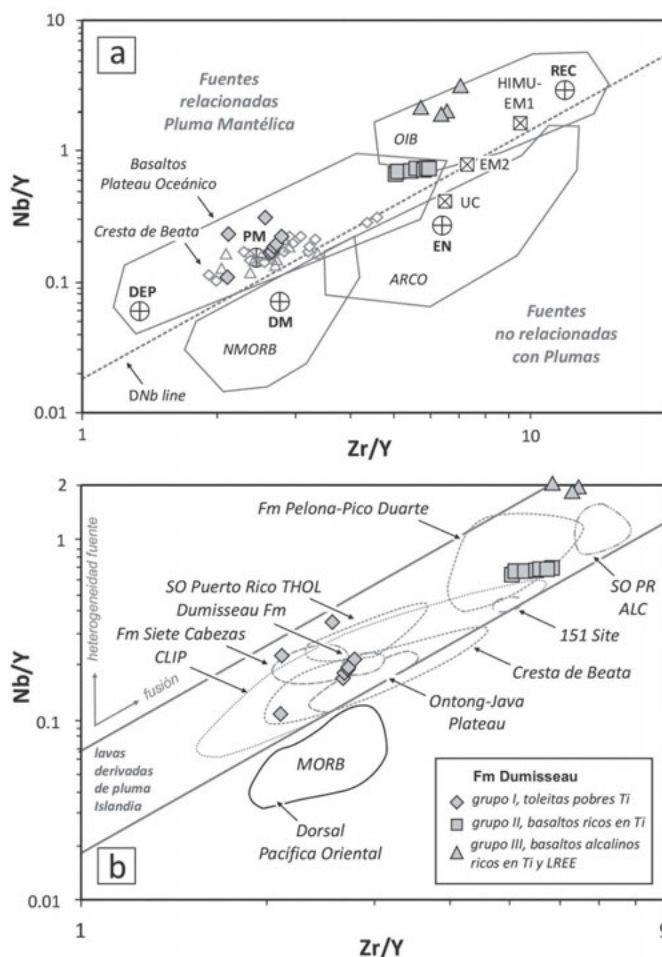 a
10
1
0.1
0.01
1
10
Nb/Y
Zr/Y
Fuentes
relacionadas
Pluma Mantélica
Basaltos
Plateau Oceánico
Cresta de Beata
DEP
PM
DM
NMORB
DNb line
OIB
HIMU-
EM1
REC
EM2
UC
EN
ARCO
Fuentes
no relacionadas
con Plumas
b
2
1
0.1
0.01
1
9
Nb/Y
Zr/Y
heterogeneidad fuente
fusión
lavas
derivadas
de pluma
Islandia
Fm Pelona-Pico Duarte
SO Puerto Rico THOL
Dumisseau Fm
Fm Siete Cabezas
CLIP
SO PR
ALC
151 Site
Cresta de Beata
Ontong-Java
Plateau
MORB
Dorsal
Pacífica Oriental
Fm Dumisseau
grupo I, toleitas pobres Ti
grupo II, basaltos ricos en Ti
grupo III, basaltos alcalinos
ricos en Ti y LREE